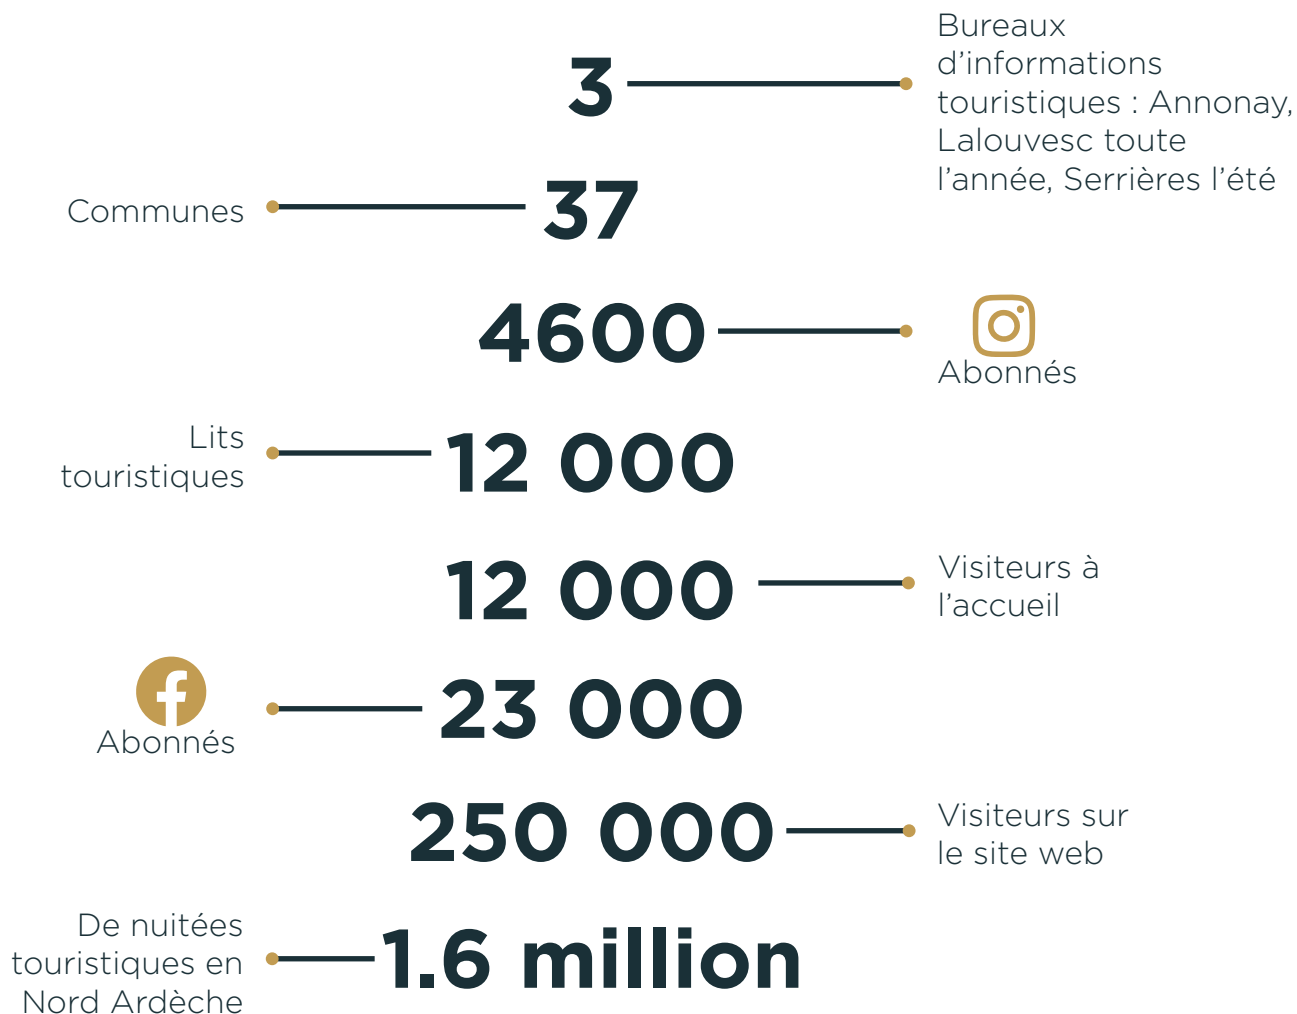 3
Bureaux
d’informations
touristiques : Annonay,
Lalouvesc toute
l’année, Serrières l’été
Communes
37
4600
Abonnés
Lits
touristiques
12 000
12 000
Visiteurs à
l’accueil
Abonnés
23 000
250 000
Visiteurs sur
le site web
De nuitées
touristiques en
Nord Ardèche
1.6 million